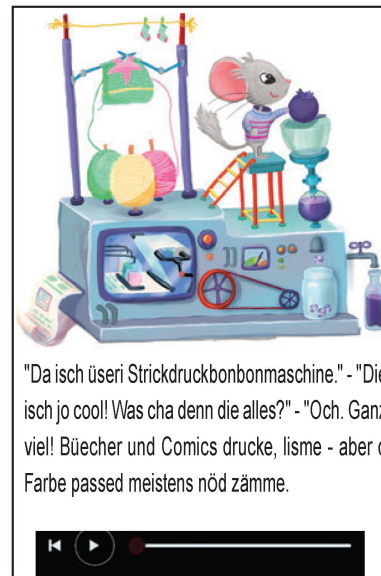 "Da isch üseri Strickdruckbonbonmaschine." - "Die
isch jo cool! Was cha denn die alles?" - "Och. Ganz
viel! Büecher und Comics drucke, lisme - aber d
Farbe passed meistens nöd zämme.